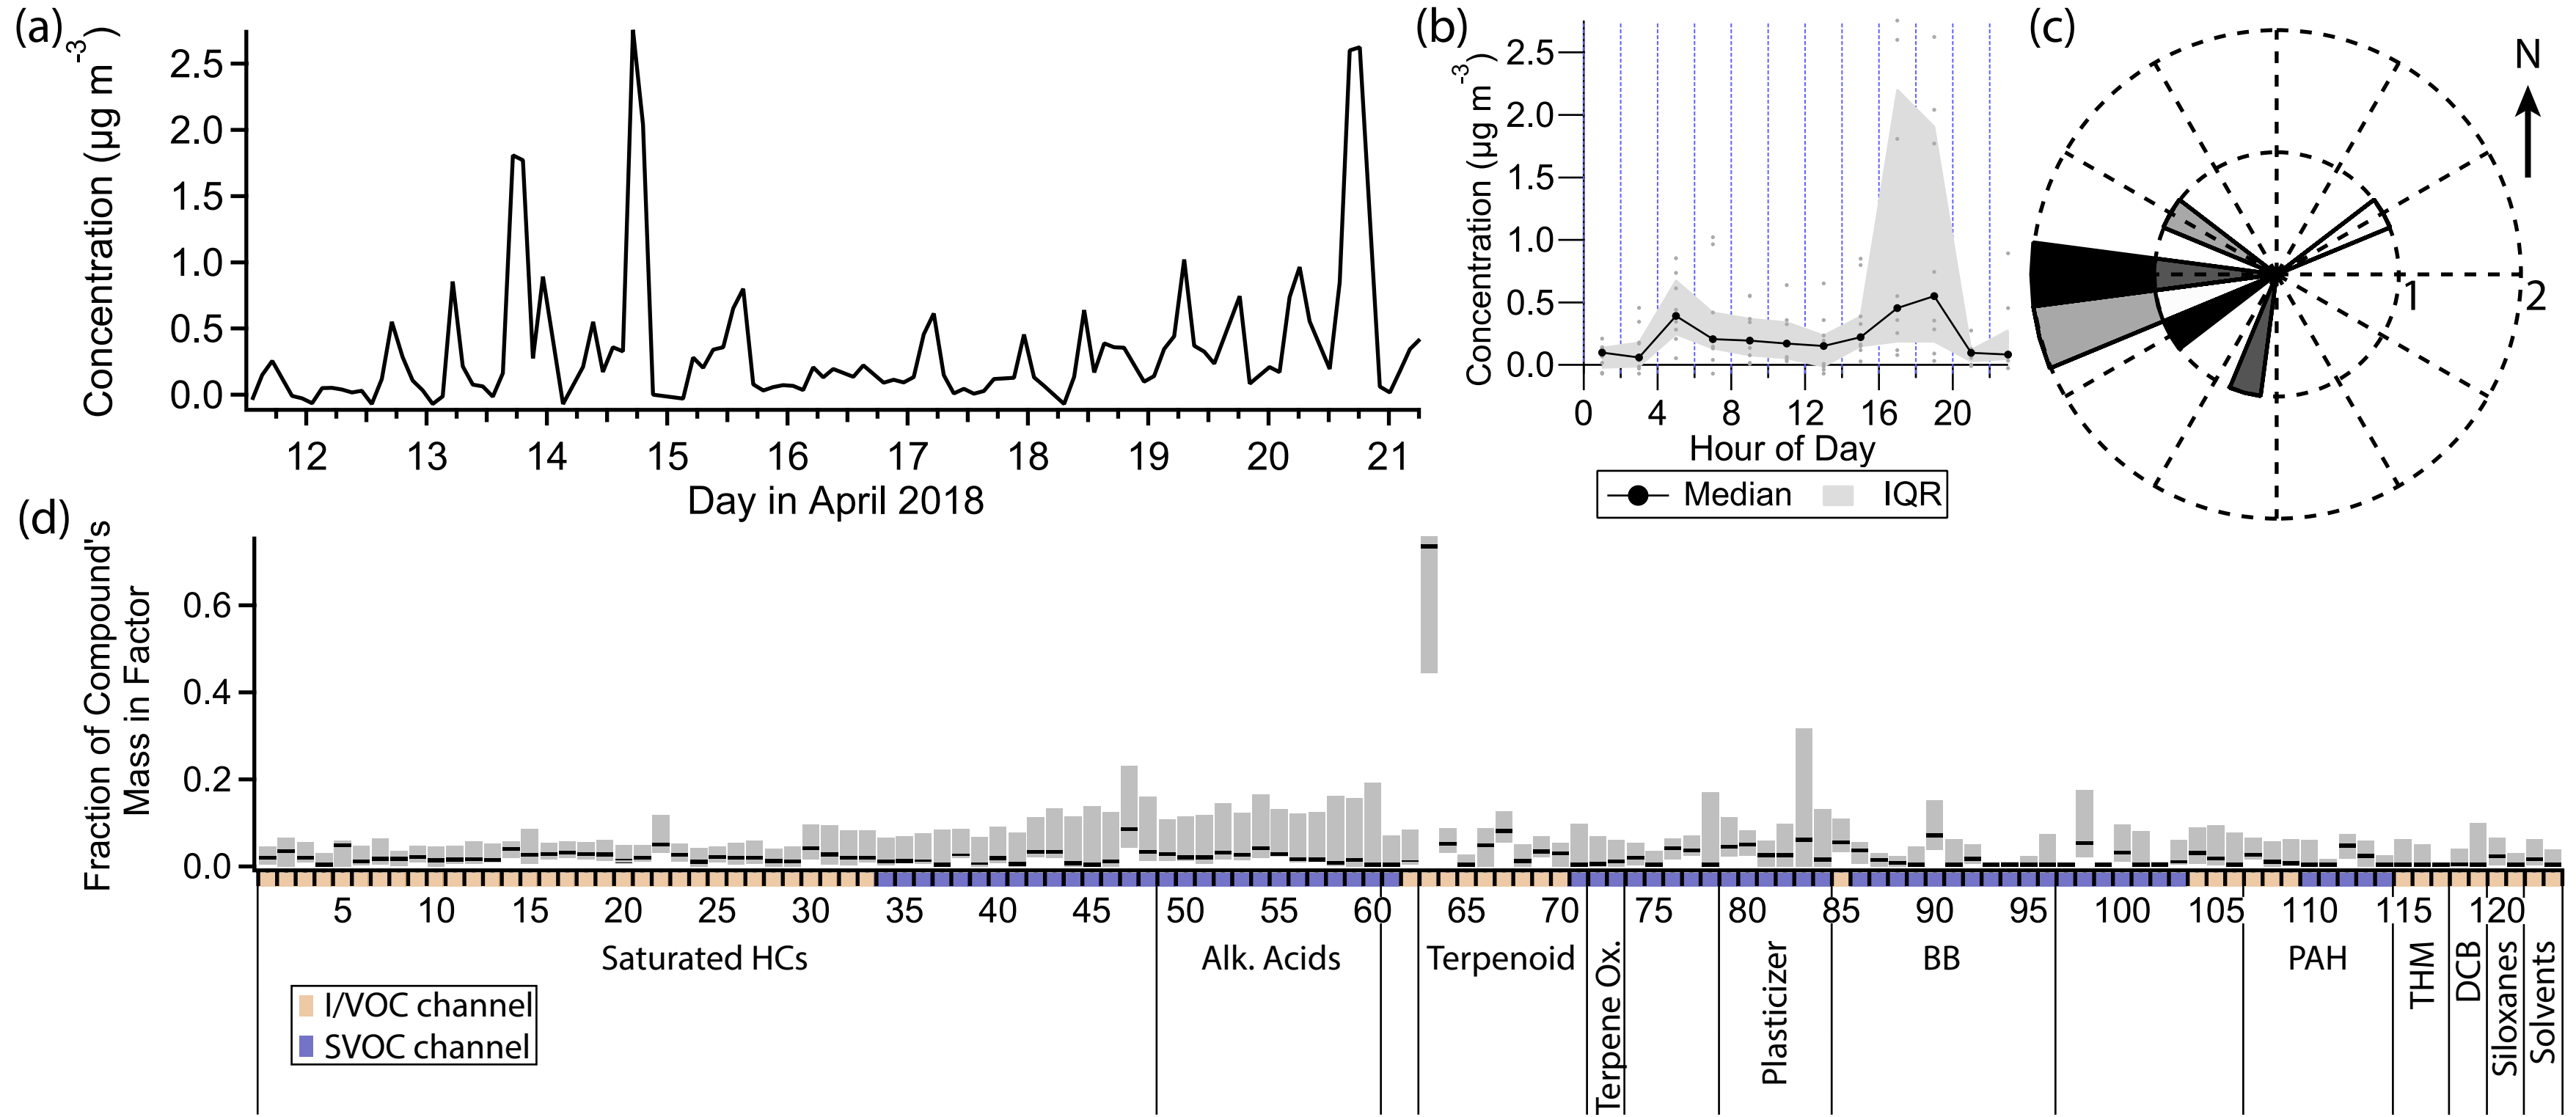 (a)
Concentration (µg m⁻³)
2.5
2.0
1.5
1.0
0.5
0.0
12 13 14 15 16 17 18 19 20 21
Day in April 2018
(b)
Concentration (µg m⁻³)
2.5
2.0
1.5
1.0
0.5
0.0
0 4 8 12 16 20
Hour of Day
Median IQR
(c)
N
1 2
(d)
Fraction of Compound's
Mass in Factor
0.6
0.4
0.2
0.0
5 10 15 20 25 30 35 40 45 50 55 60 65 70 75 80 85 90 95 100 105 110 115 120
Saturated HCs
Alk. Acids
Terpenoid
Terpene Ox.
Plasticizer
BB
PAH
THM
DCB
Siloxanes
Solvents
I/VOC channel
SVOC channel